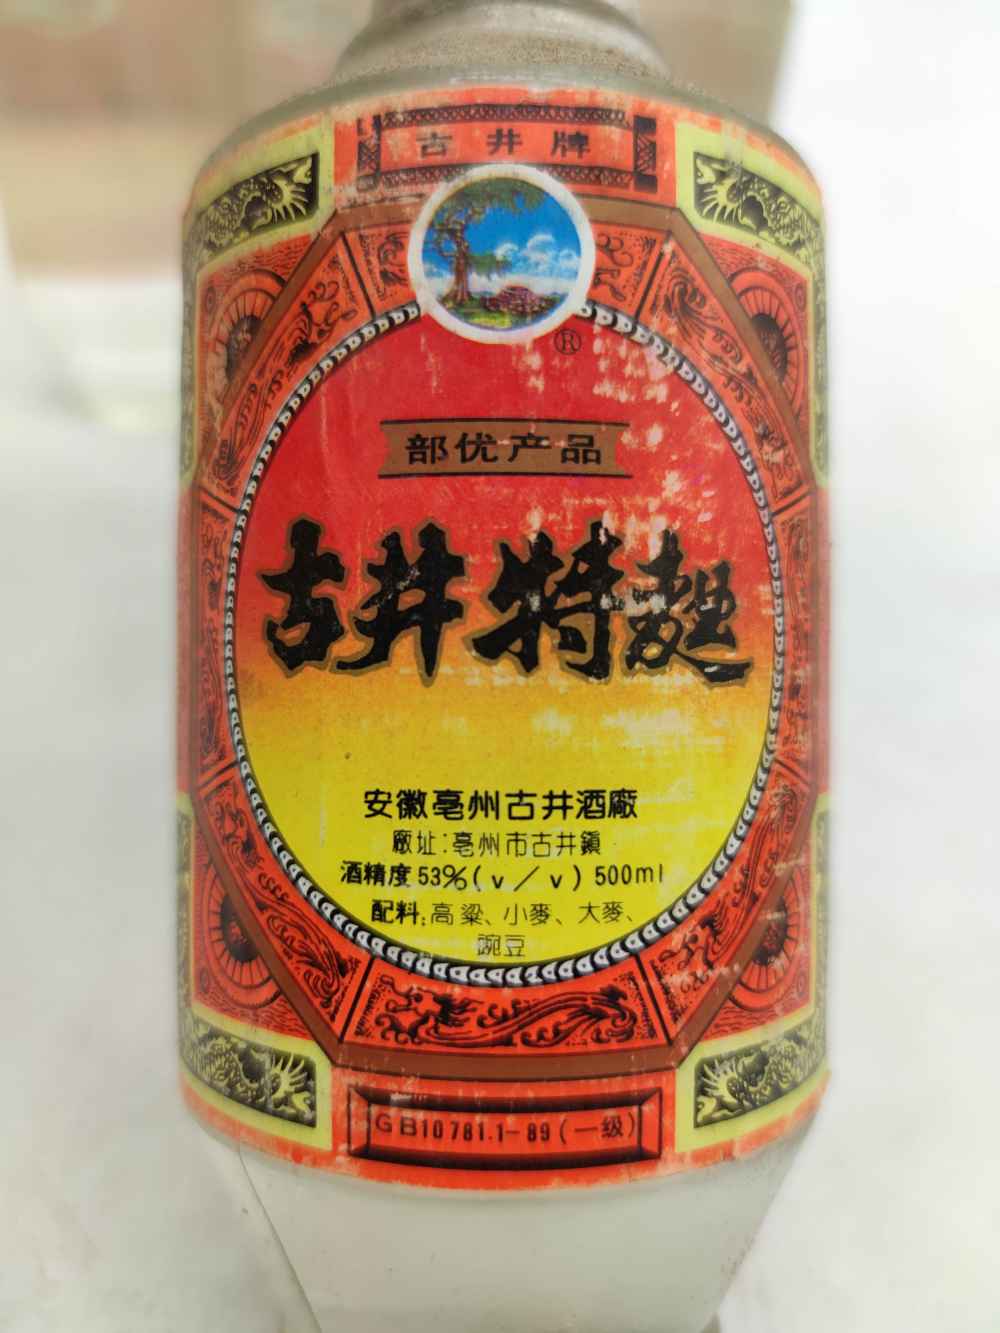 古井牌
®
部优产品
古井特麯
安徽亳州古井酒廠
廠址:亳州市古井鎮
酒精度53%(v/v) 500ml
配料:高粱、小麥、大麥、
豌豆
GB10781.1-89(一级)